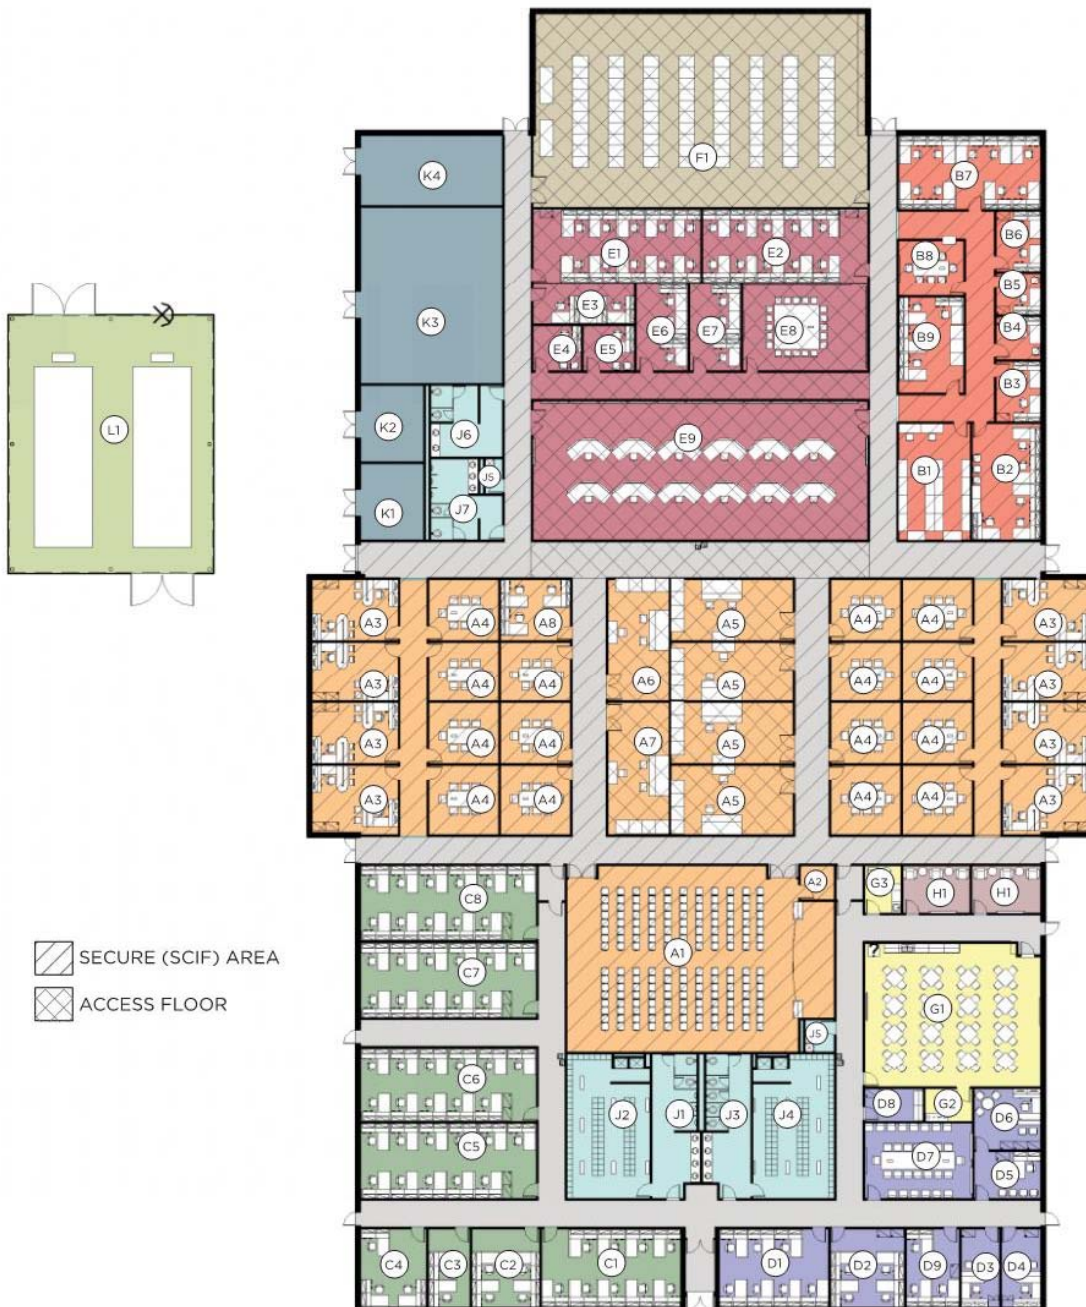 F1
K4
B7
E1
E2
B6
B8
B5
E3
K3
E6
E7
E8
B4
B9
E4
E5
B3
L1
K2
J6
E9
B1
B2
J5
K1
J7
A3
A4
A8
A5
A4
A4
A3
A3
A4
A4
A6
A5
A4
A4
A3
A3
A4
A4
A7
A5
A4
A4
A3
A3
A4
A4
A5
A4
A4
A3
C8
A2
G3
H1
H1
SECURE (SCIF) AREA
A1
C7
ACCESS FLOOR
?
G1
J5
C6
J2
J1
J3
J4
D8
G2
D6
C5
D7
D5
C4
C3
C2
C1
D1
D2
D9
D3
D4